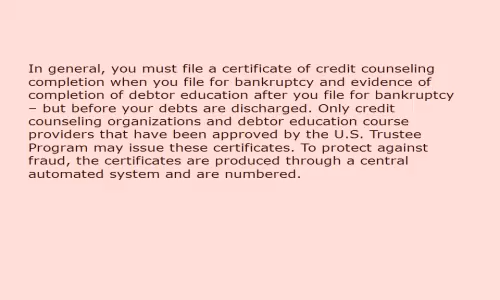 In general, you must file a certificate of credit counseling
completion when you file for bankruptcy and evidence of
completion of debtor education after you file for bankruptcy
– but before your debts are discharged. Only credit
counseling organizations and debtor education course
providers that have been approved by the U.S. Trustee
Program may issue these certificates. To protect against
fraud, the certificates are produced through a central
automated system and are numbered.